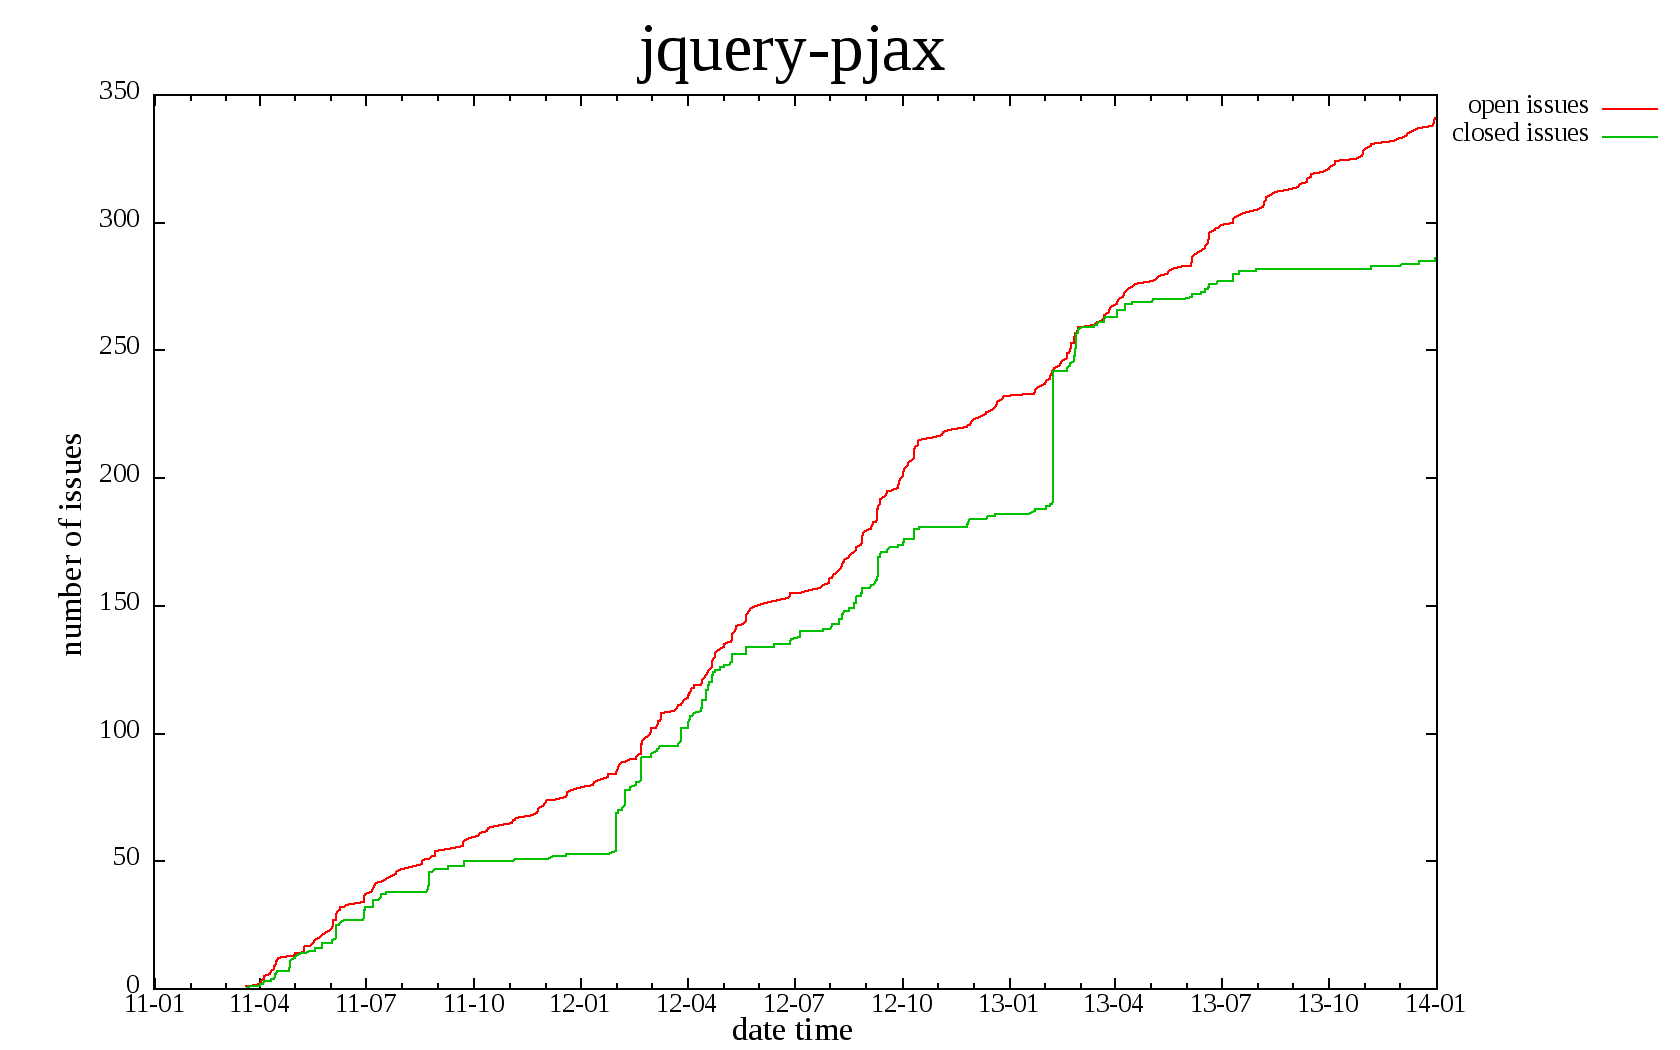 jquery-pjax
open issues
closed issues
350
300
250
200
150
100
50
0
number of issues
11-01 11-04 11-07 11-10 12-01 12-04 12-07 12-10 13-01 13-04 13-07 13-10 14-01
date time